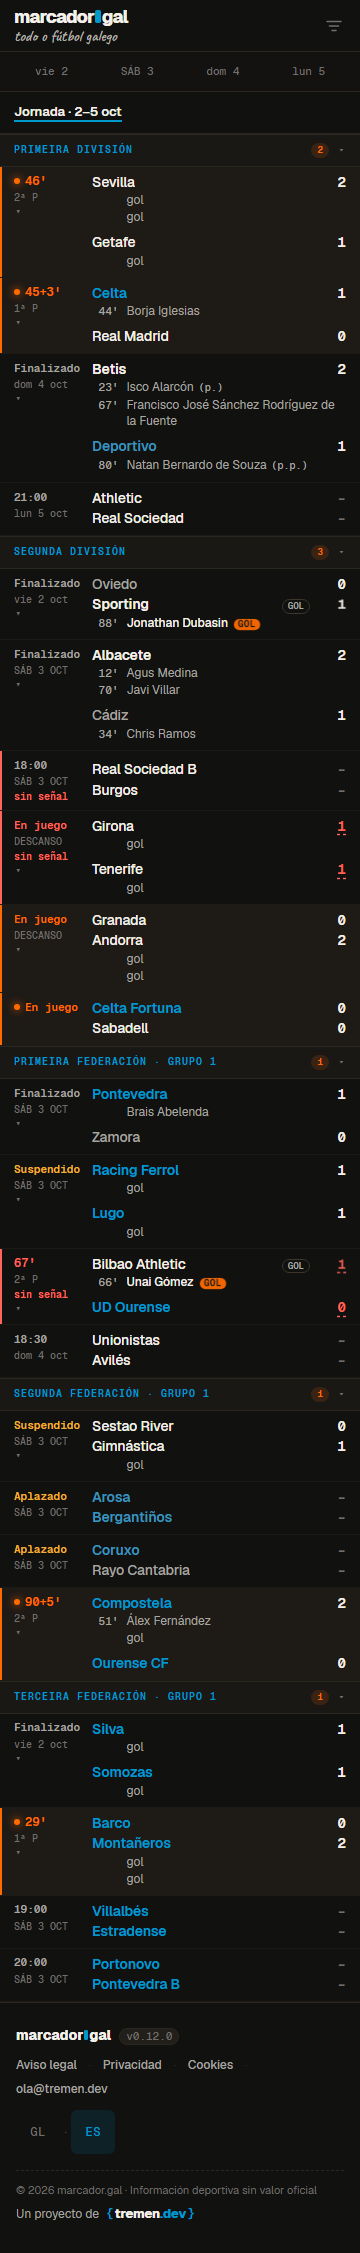 marcador gal
todo o fútbol galego
vie 2 SÁB 3 dom 4 lun 5
Jornada · 2–5 oct
PRIMEIRA DIVISIÓN 2
46' Sevilla 2
2ª P gol
gol
Getafe 1
gol
45+3' Celta 1
1ª P 44' Borja Iglesias
Real Madrid 0
Finalizado Betis 2
dom 4 oct 23' Isco Alarcón (p.)
67' Francisco José Sánchez Rodríguez de
la Fuente
Deportivo 1
80' Natan Bernardo de Souza (p.p.)
21:00 Athletic –
lun 5 oct Real Sociedad –
SEGUNDA DIVISIÓN 3
Finalizado Oviedo 0
vie 2 oct Sporting GOL 1
88' Jonathan Dubasin GOL
Finalizado Albacete 2
SÁB 3 OCT 12' Agus Medina
70' Javi Villar
Cádiz 1
34' Chris Ramos
18:00 Real Sociedad B –
SÁB 3 OCT Burgos –
sin señal
En juego Girona 1
DESCANSO gol
sin señal Tenerife 1
gol
En juego Granada 0
DESCANSO Andorra 2
gol
gol
En juego Celta Fortuna 0
Sabadell 0
PRIMEIRA FEDERACIÓN · GRUPO 1 1
Finalizado Pontevedra 1
SÁB 3 OCT Brais Abelenda
Zamora 0
Suspendido Racing Ferrol 1
SÁB 3 OCT gol
Lugo 1
gol
67' Bilbao Athletic GOL 1
2ª P 66' Unai Gómez GOL
sin señal UD Ourense 0
18:30 Unionistas –
dom 4 oct Avilés –
SEGUNDA FEDERACIÓN · GRUPO 1 1
Suspendido Sestao River 0
SÁB 3 OCT Gimnástica 1
gol
Aplazado Arosa –
SÁB 3 OCT Bergantiños –
Aplazado Coruxo –
SÁB 3 OCT Rayo Cantabria –
90+5' Compostela 2
2ª P 51' Álex Fernández
gol
Ourense CF 0
TERCEIRA FEDERACIÓN · GRUPO 1 1
Finalizado Silva 1
vie 2 oct gol
Somozas 1
gol
29' Barco 0
1ª P Montañeros 2
gol
gol
19:00 Villalbés –
SÁB 3 OCT Estradense –
20:00 Portonovo –
SÁB 3 OCT Pontevedra B –
marcador gal v0.12.0
Aviso legal · Privacidad · Cookies
ola@tremen.dev
GL · ES
© 2026 marcador.gal · Información deportiva sin valor oficial
Un proyecto de {tremen.dev}